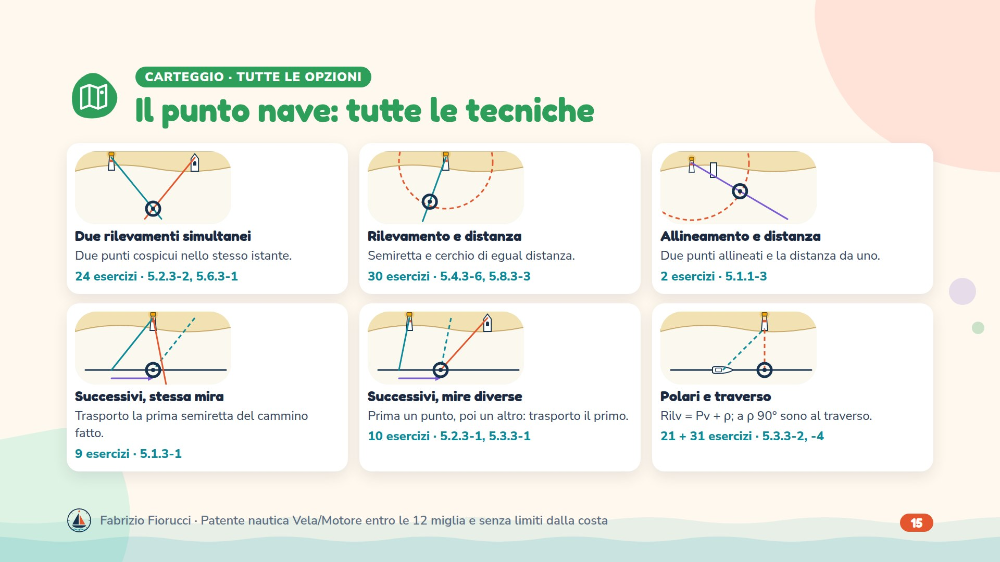 CARTEGGIO · TUTTE LE OPZIONI
Il punto nave: tutte le tecniche
Due rilevamenti simultanei
Due punti cospicui nello stesso istante.
24 esercizi · 5.2.3-2, 5.6.3-1
Rilevamento e distanza
Semiretta e cerchio di egual distanza.
30 esercizi · 5.4.3-6, 5.8.3-3
Allineamento e distanza
Due punti allineati e la distanza da uno.
2 esercizi · 5.1.1-3
Successivi, stessa mira
Trasporto la prima semiretta del cammino
fatto.
9 esercizi · 5.1.3-1
Successivi, mire diverse
Prima un punto, poi un altro: trasporto il primo.
10 esercizi · 5.2.3-1, 5.3.3-1
Polari e traverso
Rilv = Pv + ρ; a ρ 90° sono al traverso.
21 + 31 esercizi · 5.3.3-2, -4
Fabrizio Fiorucci · Patente nautica Vela/Motore entro le 12 miglia e senza limiti dalla costa
15